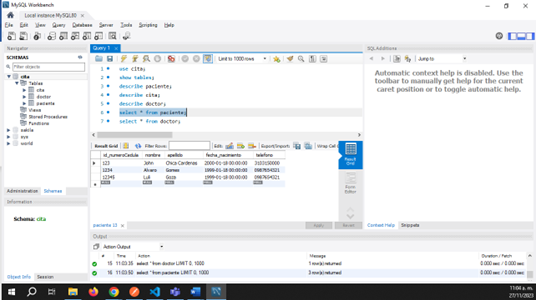 MySQL Workbench
Local instance MySQL80
File Edit View Query Database Server Tools Scripting Help
Navigator
SCHEMAS
Filter objects
cita
Tables
cita
doctor
paciente
Views
Stored Procedures
Functions
sakila
sys
world
Administration Schemas
Information
Schema: cita
Object Info Session
Query 1
Limit to 1000 rows
1 use cita;
2 show tables;
3 describe paciente;
4 describe cita;
5 describe doctor;
6 select * from paciente;
7 select * from doctor;
Result Grid Filter Rows: Edit: Export/Import: Wrap Cell
id_numeroCedula nombre apellido fecha_nacimiento telefono
123 John Checa Cardenas 2000-01-18 00:00:00 3103150000
1234 Alvaro Gomez 1999-01-18 00:00:00 0987654321
12345 Luli Goza 1999-01-18 00:00:00 0987654321
NULL NULL NULL NULL NULL
Result Grid
Form Editor
paciente 13
Apply Revert
SQL Additions
Jump to
Automatic context help is disabled. Use the toolbar to manually get help for the current caret position or to toggle automatic help.
Context Help Snippets
Output
Action Output
# Time Action Message Duration / Fetch
15 11:03:35 select * from doctor LIMIT 0, 1000 1 row(s) returned 0.000 sec / 0.000 sec
16 11:03:50 select * from paciente LIMIT 0, 1000 3 row(s) returned 0.000 sec / 0.000 sec
11:04 p. m.
27/11/2023